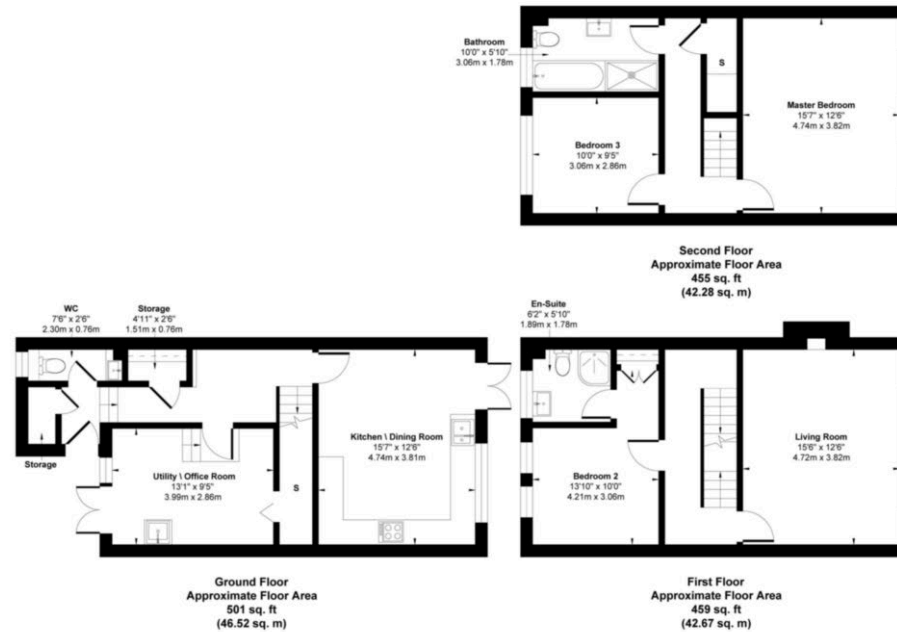 Bathroom
10'0" x 5'10"
3.06m x 1.78m
S
Master Bedroom
15'7" x 12'6"
4.74m x 3.82m
Bedroom 3
10'0" x 9'5"
3.06m x 2.86m
Second Floor
Approximate Floor Area
455 sq. ft
(42.28 sq. m)
WC
7'6" x 2'6"
2.30m x 0.76m
Storage
4'11" x 2'6"
1.51m x 0.76m
Storage
Utility \ Office Room
13'1" x 9'5"
3.99m x 2.86m
S
Kitchen \ Dining Room
15'7" x 12'6"
4.74m x 3.81m
Ground Floor
Approximate Floor Area
501 sq. ft
(46.52 sq. m)
En-Suite
6'2" x 5'10"
1.89m x 1.78m
Bedroom 2
13'10" x 10'0"
4.21m x 3.06m
Living Room
15'6" x 12'6"
4.72m x 3.82m
First Floor
Approximate Floor Area
459 sq. ft
(42.67 sq. m)